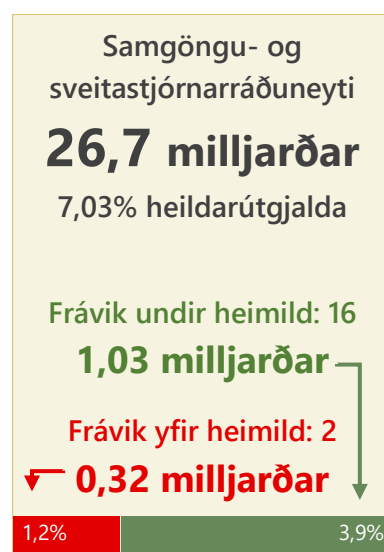 Samgöngu- og
sveitastjórnarráðuneyti
26,7 milljarðar
7,03% heildarútgjalda
Frávik undir heimild: 16
1,03 milljarðar
Frávik yfir heimild: 2
0,32 milljarðar
1,2% 3,9%